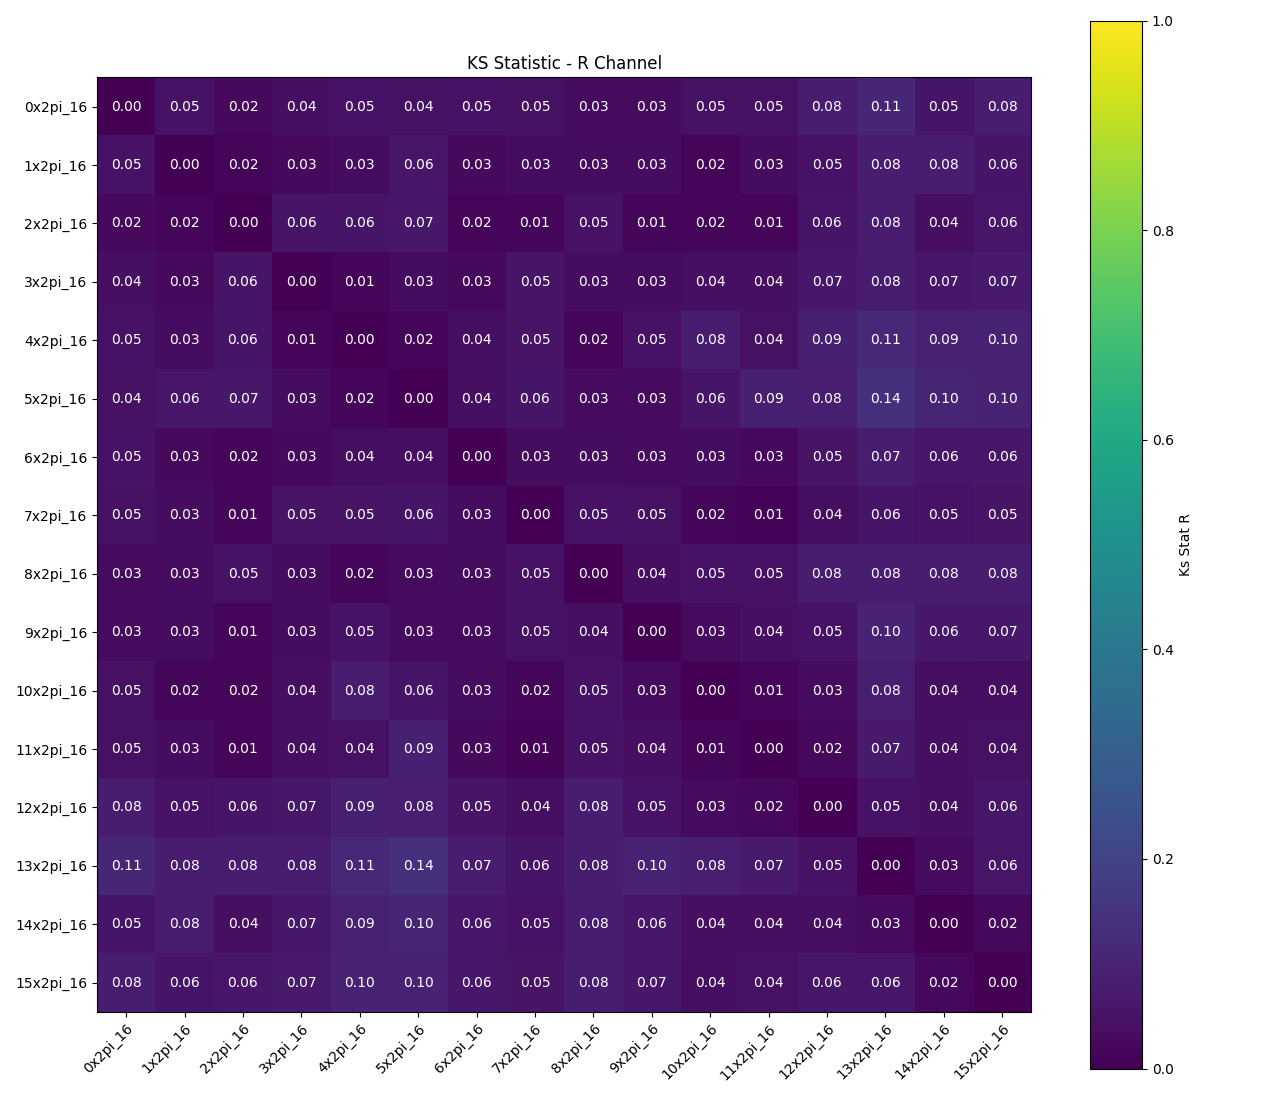 KS Statistic - R Channel
0x2pi_16 0.00 0.05 0.02 0.04 0.05 0.04 0.05 0.05 0.03 0.03 0.05 0.05 0.08 0.11 0.05 0.08
1x2pi_16 0.05 0.00 0.02 0.03 0.03 0.06 0.03 0.03 0.03 0.03 0.02 0.03 0.05 0.08 0.08 0.06
2x2pi_16 0.02 0.02 0.00 0.06 0.06 0.07 0.02 0.01 0.05 0.01 0.02 0.01 0.06 0.08 0.04 0.06
3x2pi_16 0.04 0.03 0.06 0.00 0.01 0.03 0.03 0.05 0.03 0.03 0.04 0.04 0.07 0.08 0.07 0.07
4x2pi_16 0.05 0.03 0.06 0.01 0.00 0.02 0.04 0.05 0.02 0.05 0.08 0.04 0.09 0.11 0.09 0.10
5x2pi_16 0.04 0.06 0.07 0.03 0.02 0.00 0.04 0.06 0.03 0.03 0.06 0.09 0.08 0.14 0.10 0.10
6x2pi_16 0.05 0.03 0.02 0.03 0.04 0.04 0.00 0.03 0.03 0.03 0.03 0.03 0.05 0.07 0.06 0.06
7x2pi_16 0.05 0.03 0.01 0.05 0.05 0.06 0.03 0.00 0.05 0.05 0.02 0.01 0.04 0.06 0.05 0.05
8x2pi_16 0.03 0.03 0.05 0.03 0.02 0.03 0.03 0.05 0.00 0.04 0.05 0.05 0.08 0.08 0.08 0.08
9x2pi_16 0.03 0.03 0.01 0.03 0.05 0.03 0.03 0.05 0.04 0.00 0.03 0.04 0.05 0.10 0.06 0.07
10x2pi_16 0.05 0.02 0.02 0.04 0.08 0.06 0.03 0.02 0.05 0.03 0.00 0.01 0.03 0.08 0.04 0.04
11x2pi_16 0.05 0.03 0.01 0.04 0.04 0.09 0.03 0.01 0.05 0.04 0.01 0.00 0.02 0.07 0.04 0.04
12x2pi_16 0.08 0.05 0.06 0.07 0.09 0.08 0.05 0.04 0.08 0.05 0.03 0.02 0.00 0.05 0.04 0.06
13x2pi_16 0.11 0.08 0.08 0.08 0.11 0.14 0.07 0.06 0.08 0.10 0.08 0.07 0.05 0.00 0.03 0.06
14x2pi_16 0.05 0.08 0.04 0.07 0.09 0.10 0.06 0.05 0.08 0.06 0.04 0.04 0.04 0.03 0.00 0.02
15x2pi_16 0.08 0.06 0.06 0.07 0.10 0.10 0.06 0.05 0.08 0.07 0.04 0.04 0.06 0.06 0.02 0.00
0x2pi_16 1x2pi_16 2x2pi_16 3x2pi_16 4x2pi_16 5x2pi_16 6x2pi_16 7x2pi_16 8x2pi_16 9x2pi_16 10x2pi_16 11x2pi_16 12x2pi_16 13x2pi_16 14x2pi_16 15x2pi_16
1.0
0.8
0.6
0.4
0.2
0.0
Ks Stat R